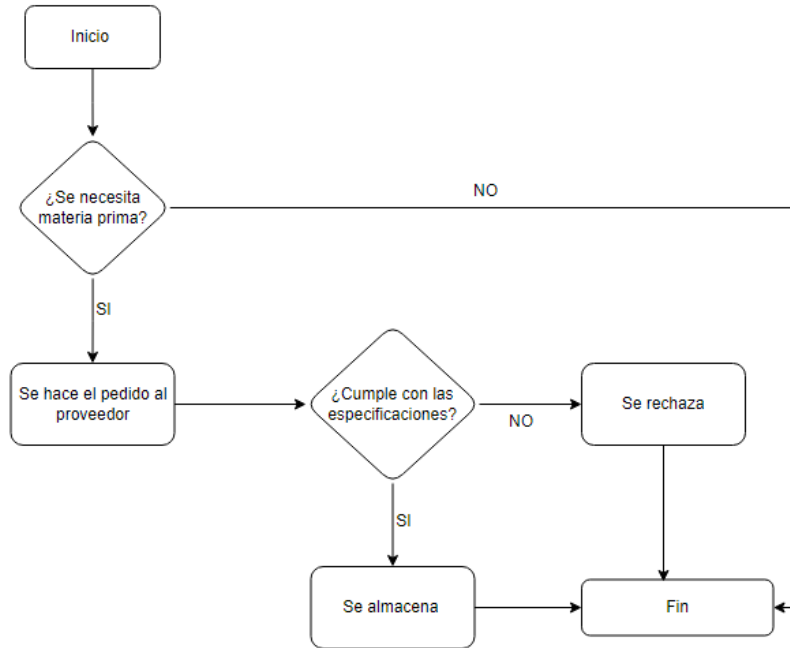 Inicio
¿Se necesita
materia prima?
NO
SI
Se hace el pedido al
proveedor
¿Cumple con las
especificaciones?
NO
Se rechaza
SI
Se almacena
Fin